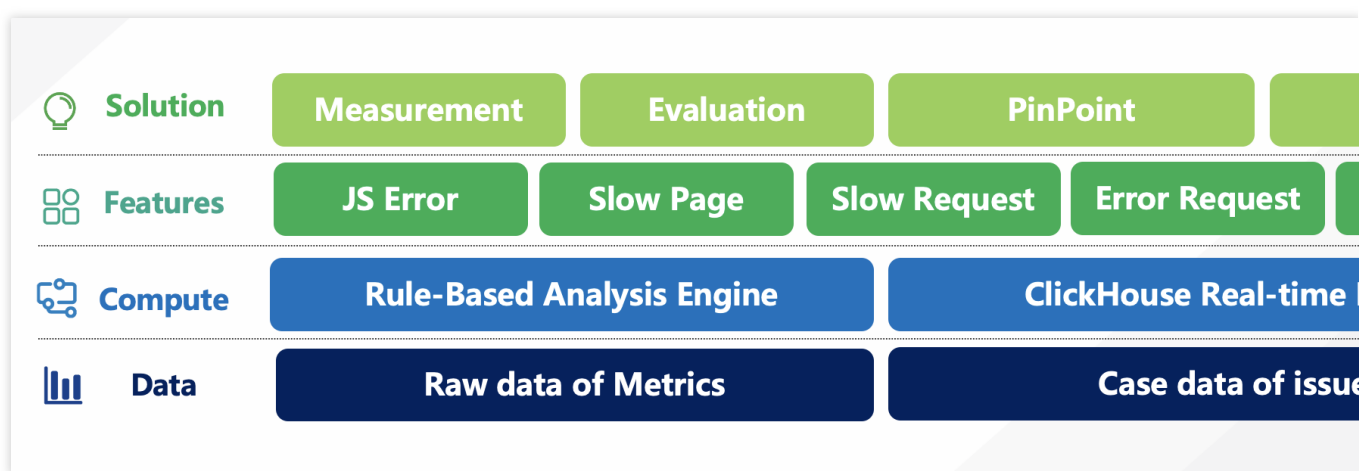 Solution
Measurement
Evaluation
PinPoint
Features
JS Error
Slow Page
Slow Request
Error Request
Compute
Rule-Based Analysis Engine
ClickHouse Real-time
Data
Raw data of Metrics
Case data of